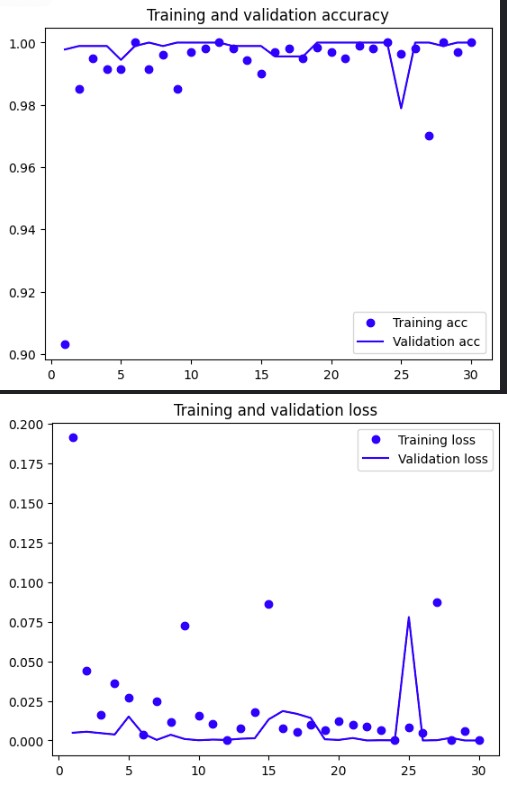 Training and validation accuracy
1.00
0.98
0.96
0.94
0.92
0.90
Training acc
Validation acc
0 5 10 15 20 25 30
Training and validation loss
0.200
0.175
0.150
0.125
0.100
0.075
0.050
0.025
0.000
Training loss
Validation loss
0 5 10 15 20 25 30